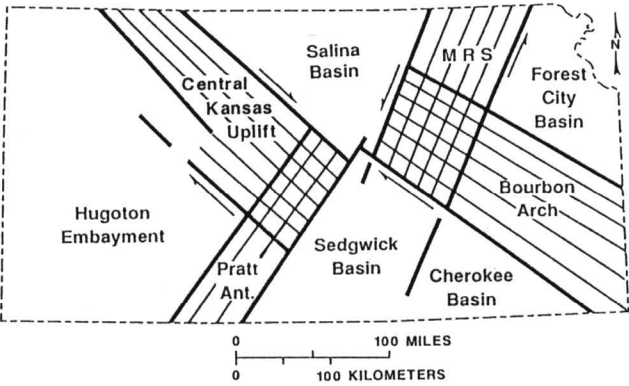 Salina
Basin
M R S
N
Forest
City
Basin
Central
Kansas
Uplift
Bourbon
Arch
Hugoton
Embayment
Sedgwick
Basin
Pratt
Ant.
Cherokee
Basin
0 100 MILES
0 100 KILOMETERS